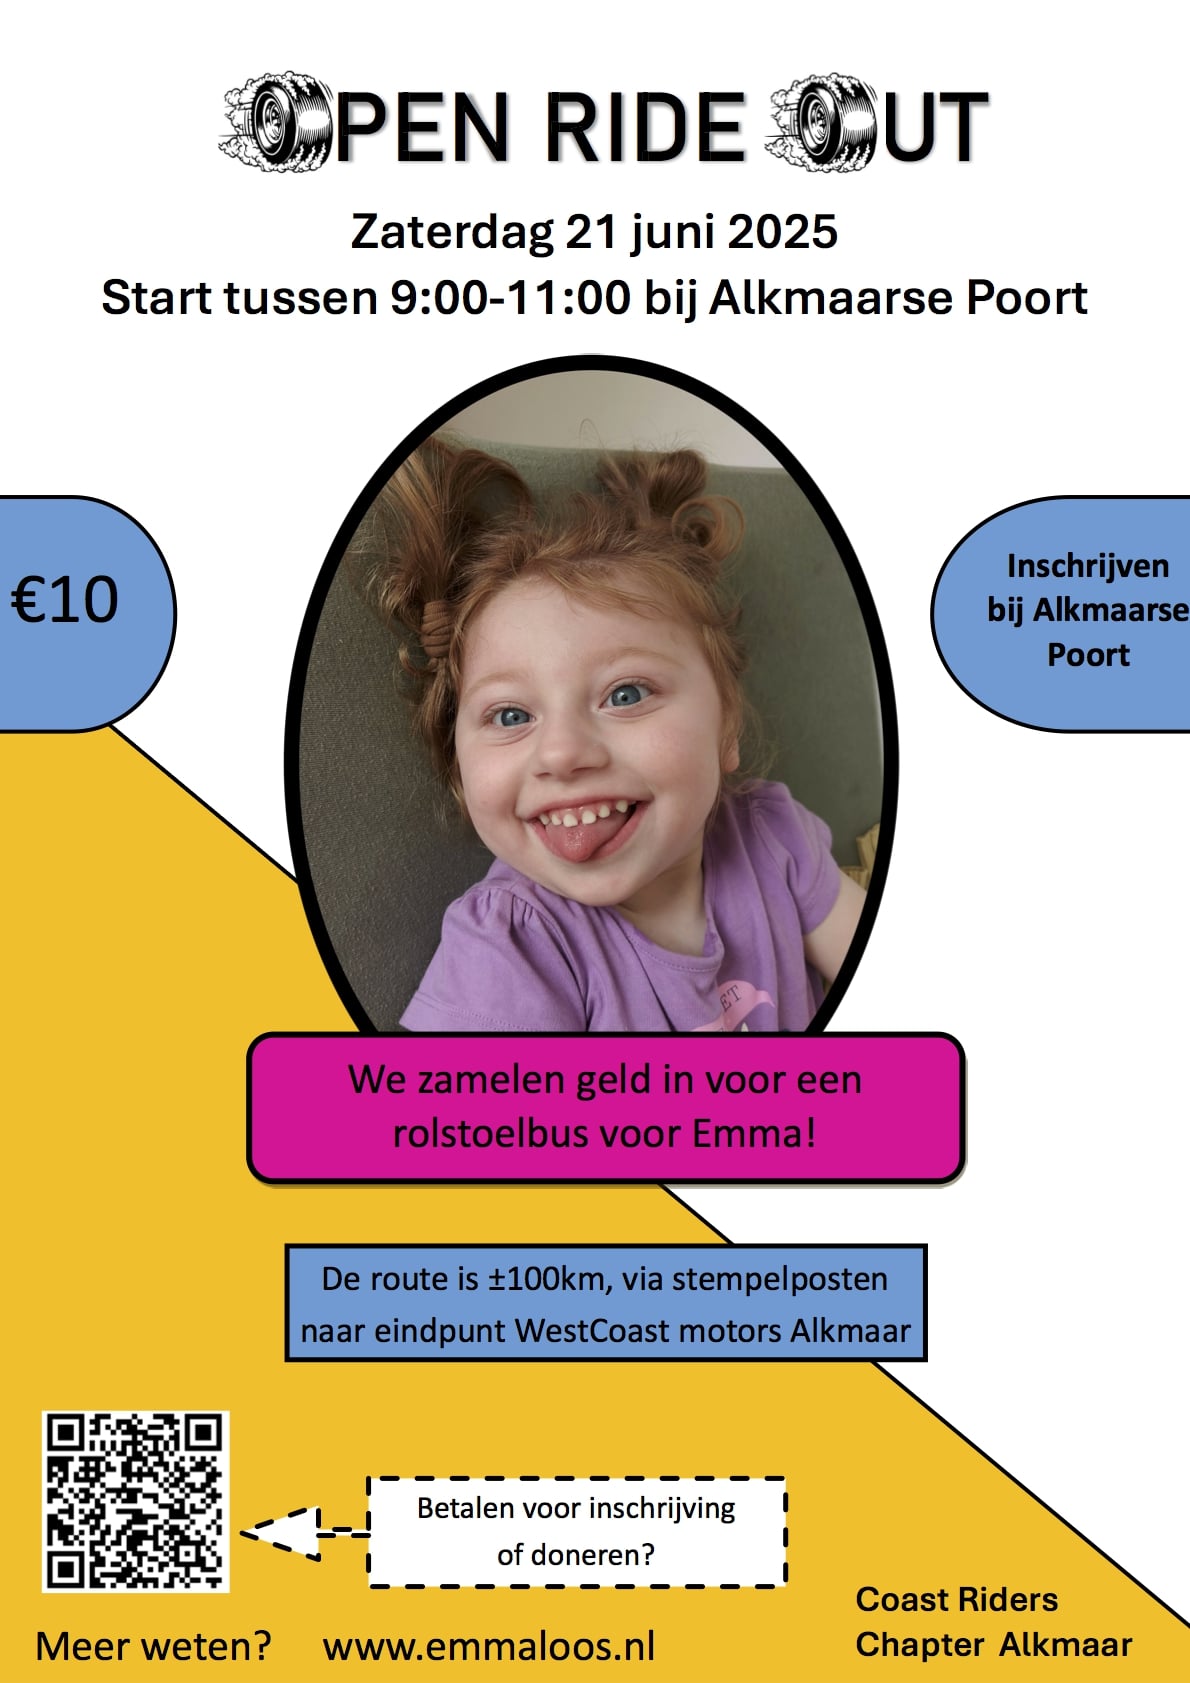 OPEN RIDE OUT
Zaterdag 21 juni 2025
Start tussen 9:00-11:00 bij Alkmaarse Poort
€10
Inschrijven
bij Alkmaarse
Poort
ET
We zamelen geld in voor een
rolstoelbus voor Emma!
De route is ±100km, via stempelposten
naar eindpunt WestCoast motors Alkmaar
Betalen voor inschrijving
of doneren?
Coast Riders
Chapter Alkmaar
Meer weten? www.emmaloos.nl